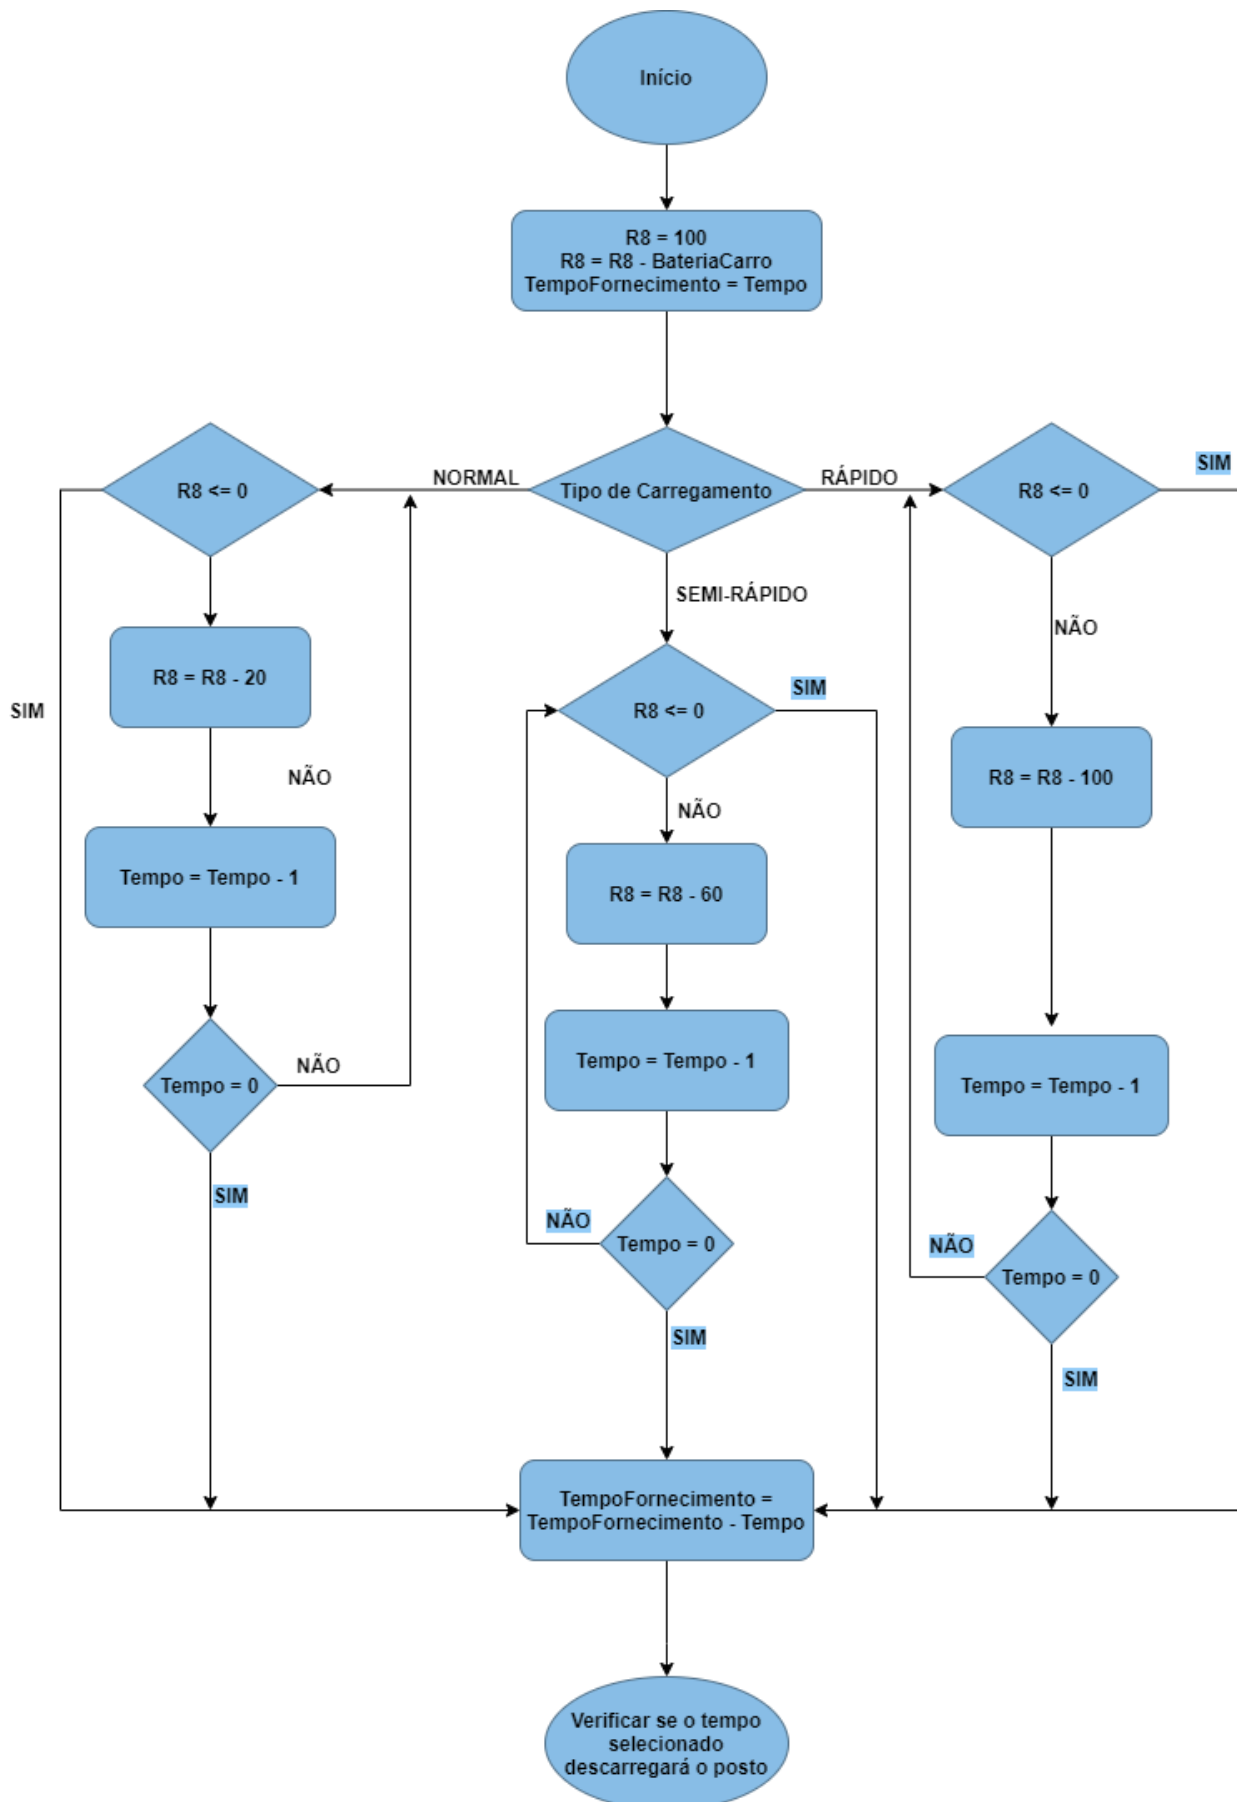 Início
R8 = 100
R8 = R8 - BateriaCarro
TempoFornecimento = Tempo
R8 <= 0
NORMAL
Tipo de Carregamento
RÁPIDO
R8 <= 0
SIM
SEMI-RÁPIDO
NÃO
R8 = R8 - 20
SIM
R8 <= 0
SIM
NÃO
R8 = R8 - 100
NÃO
Tempo = Tempo - 1
R8 = R8 - 60
Tempo = 0
NÃO
Tempo = Tempo - 1
Tempo = Tempo - 1
SIM
NÃO
Tempo = 0
NÃO
Tempo = 0
SIM
SIM
TempoFornecimento =
TempoFornecimento - Tempo
Verificar se o tempo
selecionado
descarregará o posto